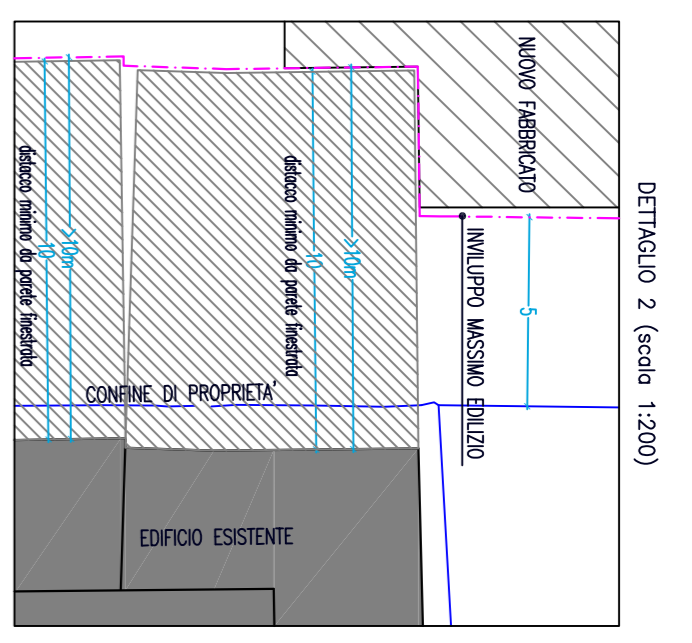 DETTAGLIO 2 (scala 1:200)
NUOVO FABBRICATO
INVILUPPO MASSIMO EDILIZIO
5
>10m
10
distacco minimo da parete finestrata
>10m
10
distacco minimo da parete finestrata
CONFINE DI PROPRIETA'
EDIFICIO ESISTENTE